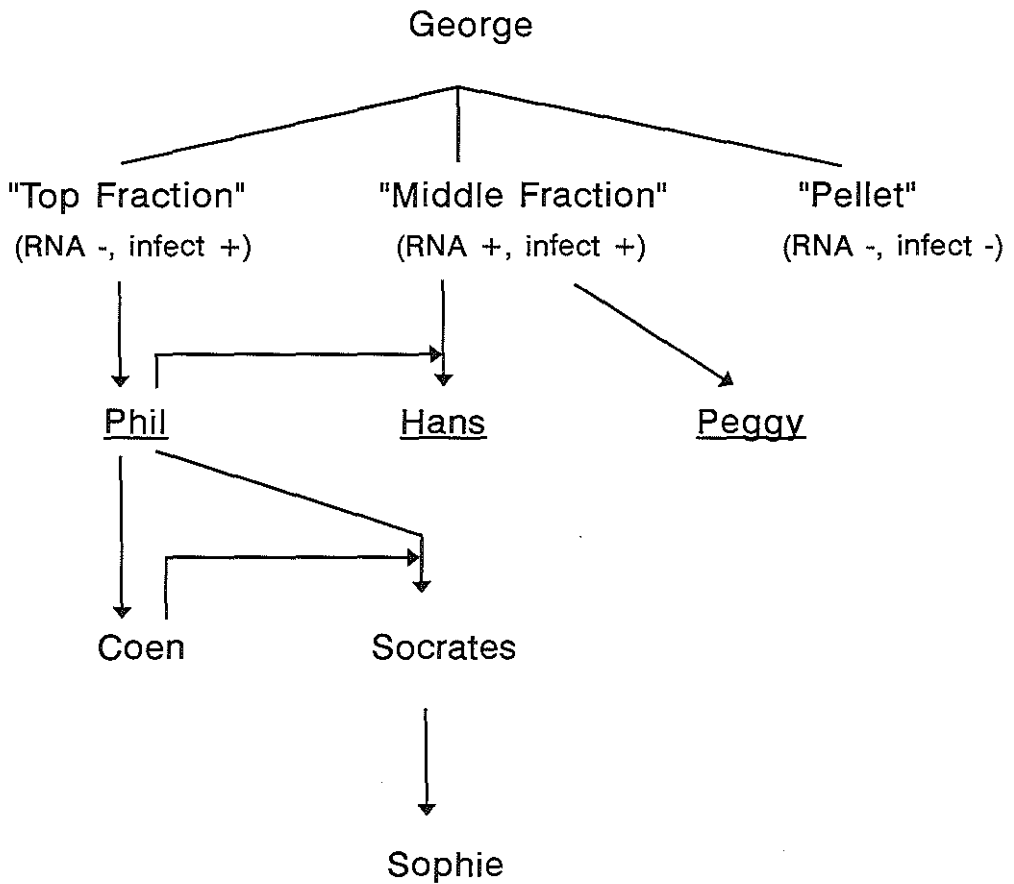 George
"Top Fraction" "Middle Fraction" "Pellet"
(RNA -, infect +) (RNA +, infect +) (RNA -, infect -)
Phil Hans Peggy
Coen Socrates
Sophie